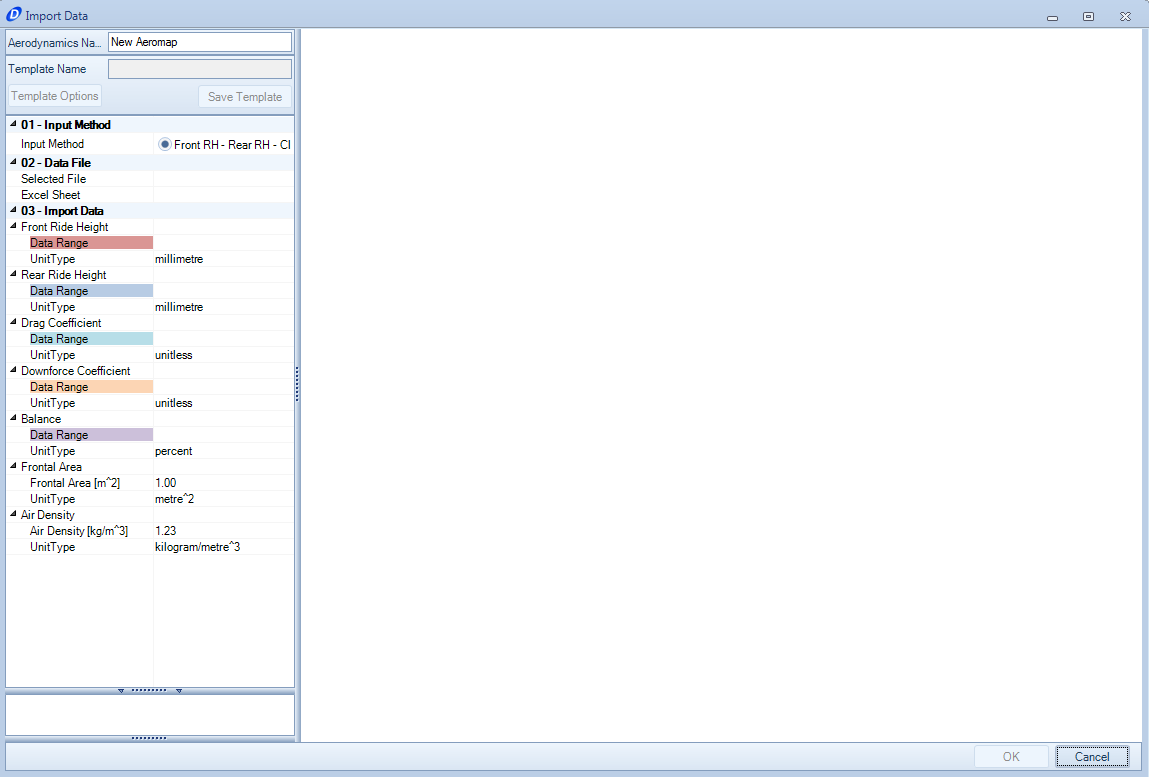 Import Data
Aerodynamics Na... New Aeromap
Template Name
Template Options Save Template
01 - Input Method
Input Method Front RH - Rear RH - Cl
02 - Data File
Selected File
Excel Sheet
03 - Import Data
Front Ride Height
Data Range
UnitType millimetre
Rear Ride Height
Data Range
UnitType millimetre
Drag Coefficient
Data Range
UnitType unitless
Downforce Coefficient
Data Range
UnitType unitless
Balance
Data Range
UnitType percent
Frontal Area
Frontal Area [m^2] 1.00
UnitType metre^2
Air Density
Air Density [kg/m^3] 1.23
UnitType kilogram/metre^3
OK Cancel